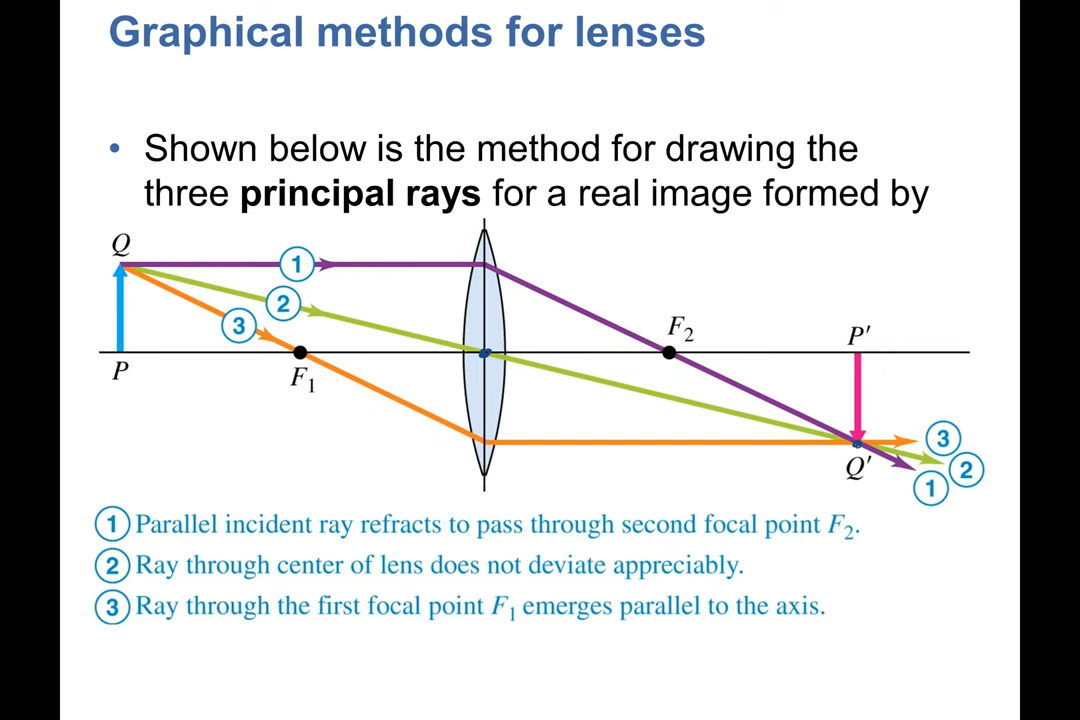 Graphical methods for lenses
• Shown below is the method for drawing the
three principal rays for a real image formed by
Q
1
2
3
F₂
P′
P
F₁
Q′
3
2
1
1 Parallel incident ray refracts to pass through second focal point F₂.
2 Ray through center of lens does not deviate appreciably.
3 Ray through the first focal point F₁ emerges parallel to the axis.